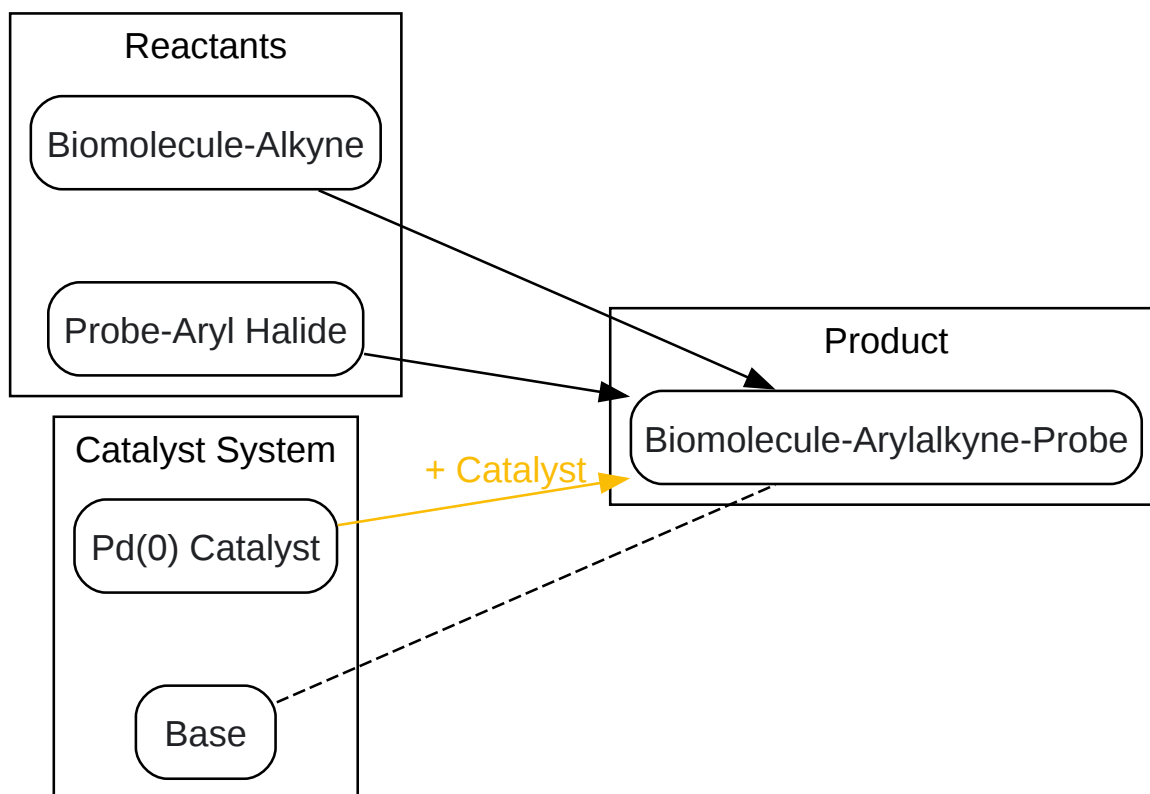 Reactants
Biomolecule-Alkyne
Probe-Aryl Halide
Product
Biomolecule-Arylalkyne-Probe
Catalyst System
+ Catalyst
Pd(0) Catalyst
Base